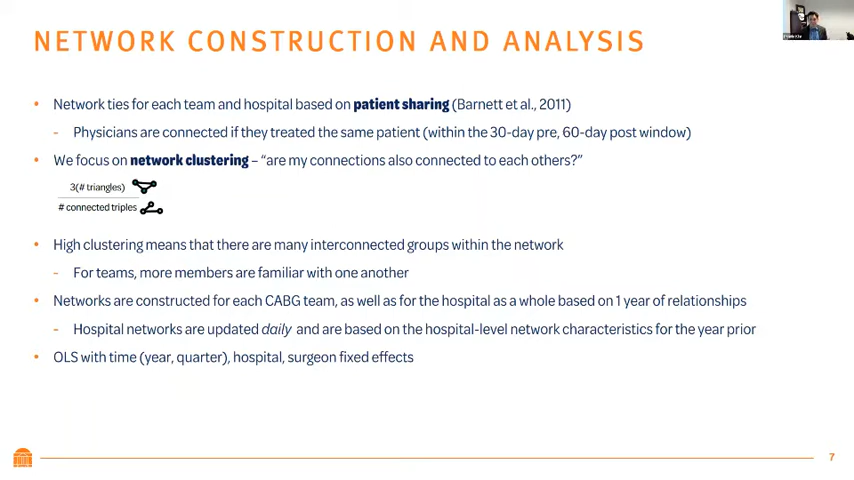 NETWORK CONSTRUCTION AND ANALYSIS
• Network ties for each team and hospital based on patient sharing (Barnett et al., 2011)
- Physicians are connected if they treated the same patient (within the 30-day pre, 60-day post window)
• We focus on network clustering – “are my connections also connected to each others?”
3(# triangles)
# connected triples
• High clustering means that there are many interconnected groups within the network
- For teams, more members are familiar with one another
• Networks are constructed for each CABG team, as well as for the hospital as a whole based on 1 year of relationships
- Hospital networks are updated daily and are based on the hospital-level network characteristics for the year prior
• OLS with time (year, quarter), hospital, surgeon fixed effects
7